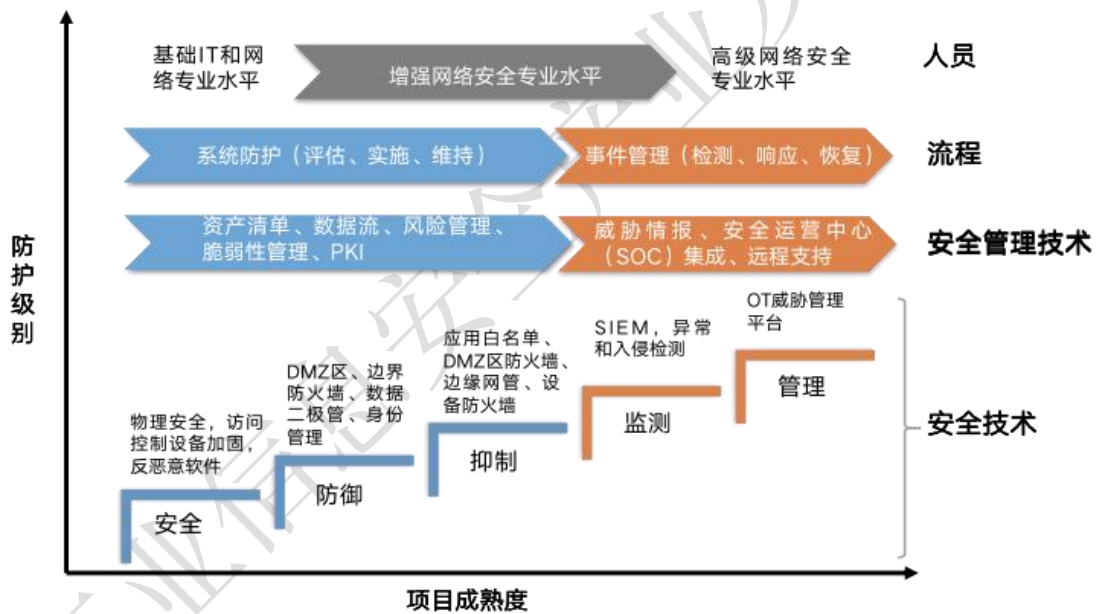 基础IT和网
络专业水平
增强网络安全专业水平
高级网络安全
专业水平
人员
系统防护（评估、实施、维持）
事件管理（检测、响应、恢复）
流程
资产清单、数据流、风险管理、
脆弱性管理、PKI
威胁情报、安全运营中心
（SOC）集成、远程支持
安全管理技术
防护级别
物理安全，访问
控制设备加固，
反恶意软件
安全
DMZ区、边界
防火墙、数据
二极管、身份
管理
防御
应用白名单、
DMZ区防火墙、
边缘网管、设
备防火墙
抑制
SIEM，异常
和入侵检测
监测
OT威胁管理
平台
管理
安全技术
项目成熟度
业信息安全产业